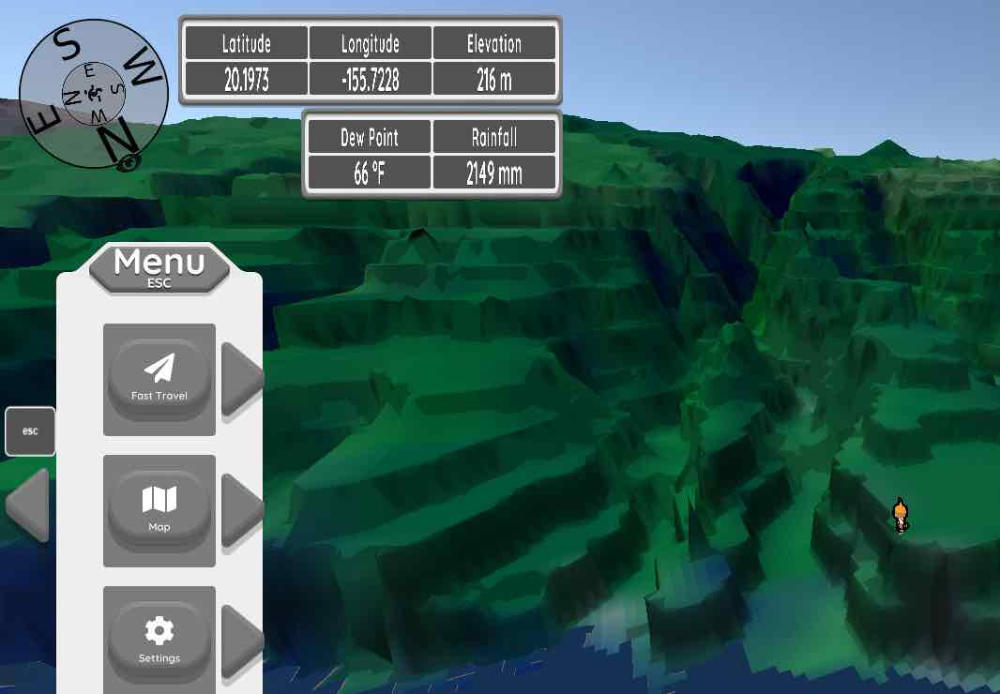 S
W
E
N
E
S
N
W
Latitude Longitude Elevation
20.1973 -155.7228 216 m
Dew Point Rainfall
66 °F 2149 mm
Menu
ESC
Fast Travel
esc
Map
Settings